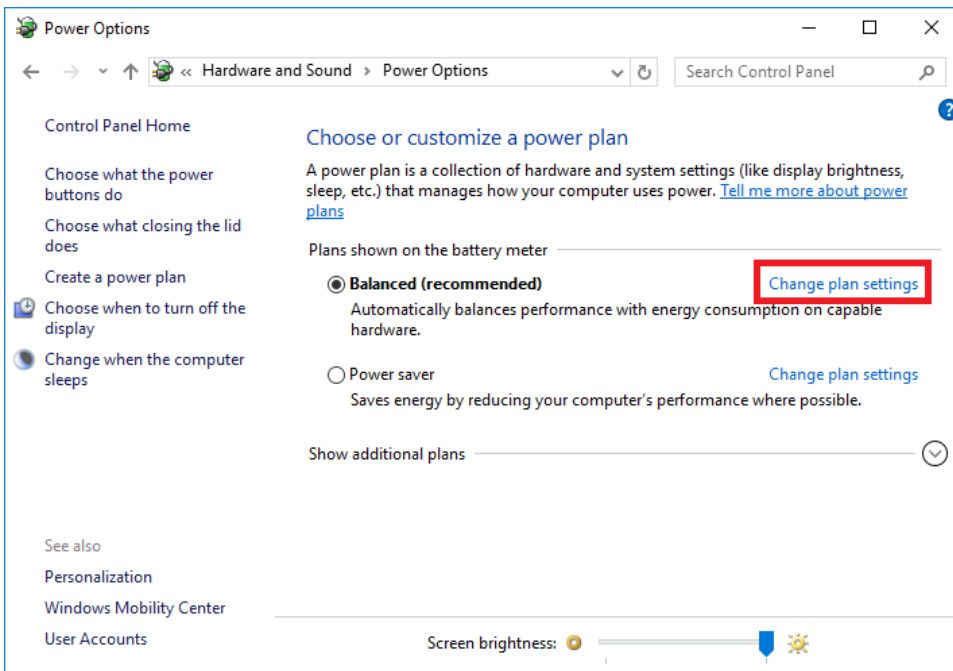 Power Options
« Hardware and Sound > Power Options
Search Control Panel
?
Control Panel Home
Choose what the power
buttons do
Choose what closing the lid
does
Create a power plan
Choose when to turn off the
display
Change when the computer
sleeps
See also
Personalization
Windows Mobility Center
User Accounts
Choose or customize a power plan
A power plan is a collection of hardware and system settings (like display brightness,
sleep, etc.) that manages how your computer uses power. Tell me more about power
plans
Plans shown on the battery meter
Balanced (recommended) Change plan settings
Automatically balances performance with energy consumption on capable
hardware.
Power saver Change plan settings
Saves energy by reducing your computer's performance where possible.
Show additional plans
Screen brightness: